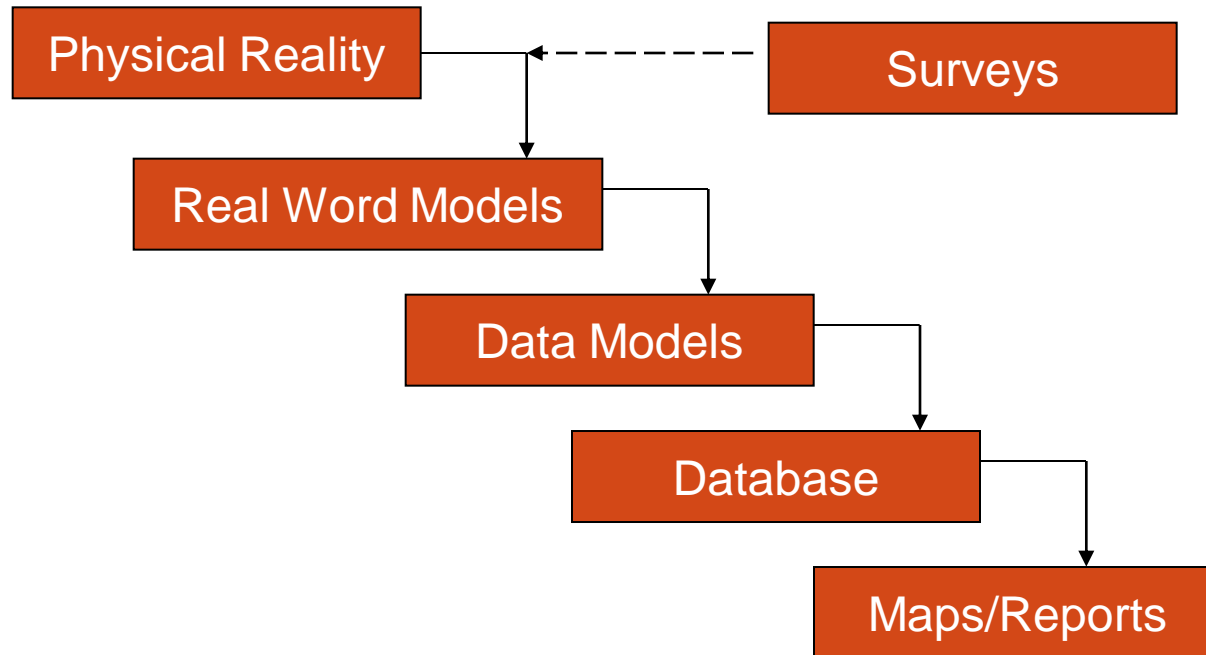 Physical Reality
Surveys
Real Word Models
Data Models
Database
Maps/Reports